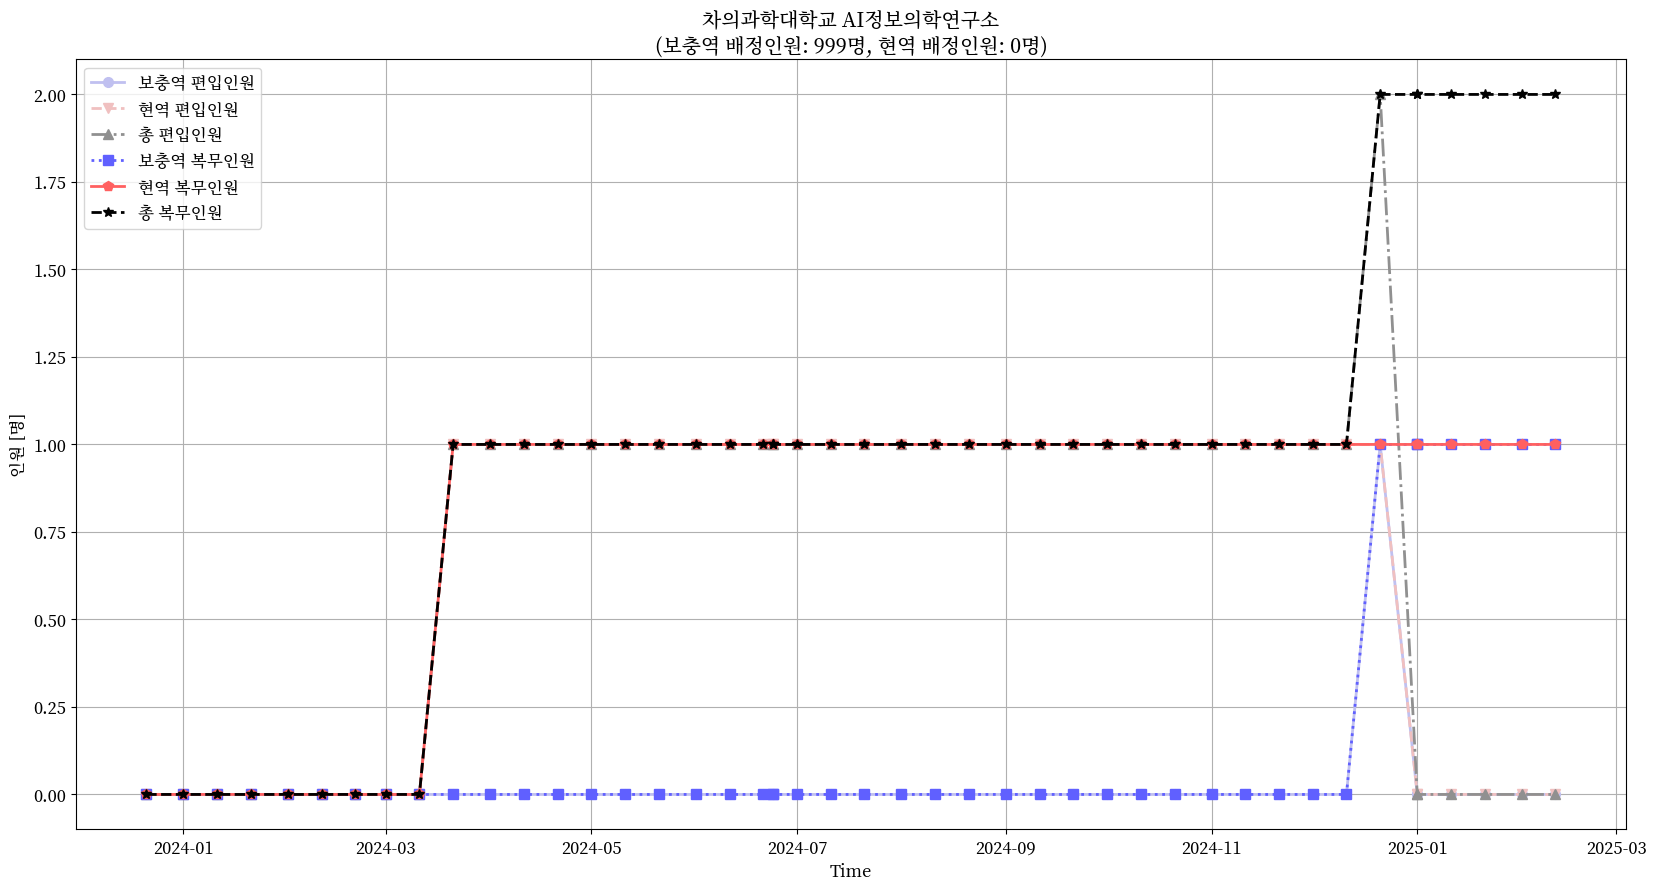 차의과학대학교 AI정보의학연구소
(보충역 배정인원: 999명, 현역 배정인원: 0명)
보충역 편입인원
현역 편입인원
총 편입인원
보충역 복무인원
현역 복무인원
총 복무인원
2.00
1.75
1.50
1.25
1.00
0.75
0.50
0.25
0.00
인원 [명]
2024-01
2024-03
2024-05
2024-07
2024-09
2024-11
2025-01
2025-03
Time